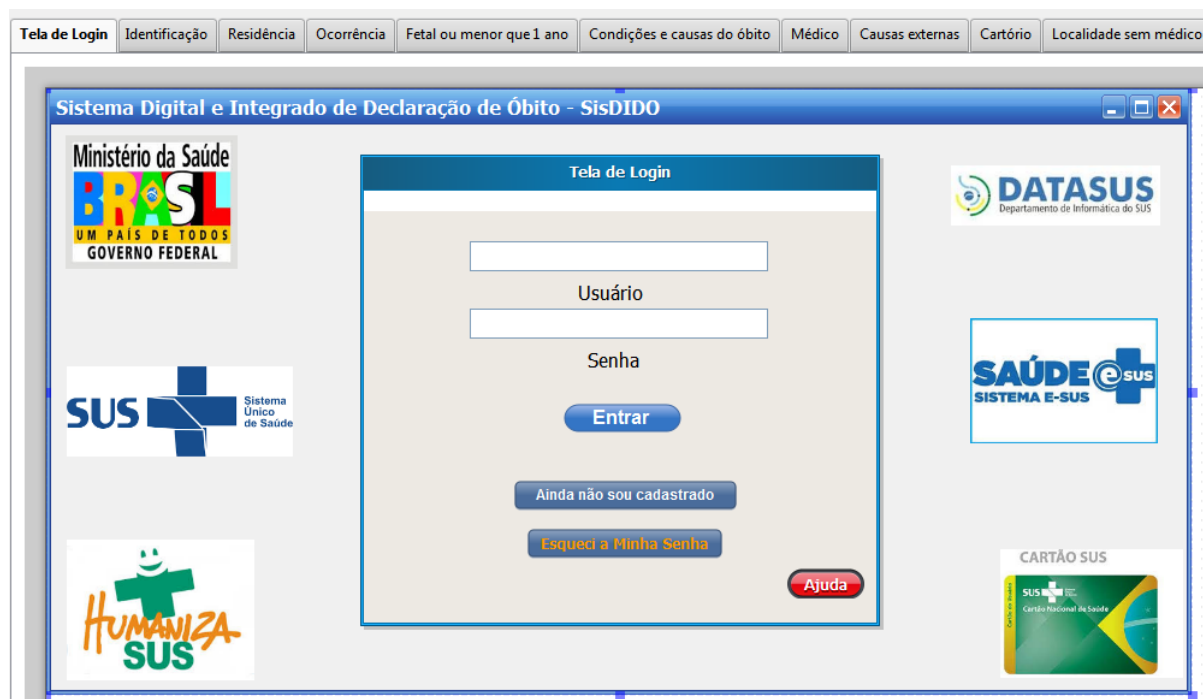 Tela de Login
Identificação
Residência
Ocorrência
Fetal ou menor que 1 ano
Condições e causas do óbito
Médico
Causas externas
Cartório
Localidade sem médico
Sistema Digital e Integrado de Declaração de Óbito - SisDIDO
Ministério da Saúde
BRASIL
UM PAÍS DE TODOS
GOVERNO FEDERAL
Tela de Login
DATASUS
Departamento de Informática do SUS
Usuário
Senha
Entrar
Ainda não sou cadastrado
Esqueci a Minha Senha
Ajuda
SUS
Sistema
Único
de Saúde
SAÚDE e sus
SISTEMA E-SUS
HUMANIZA
SUS
CARTÃO SUS
SUS
Cartão Nacional de Saúde